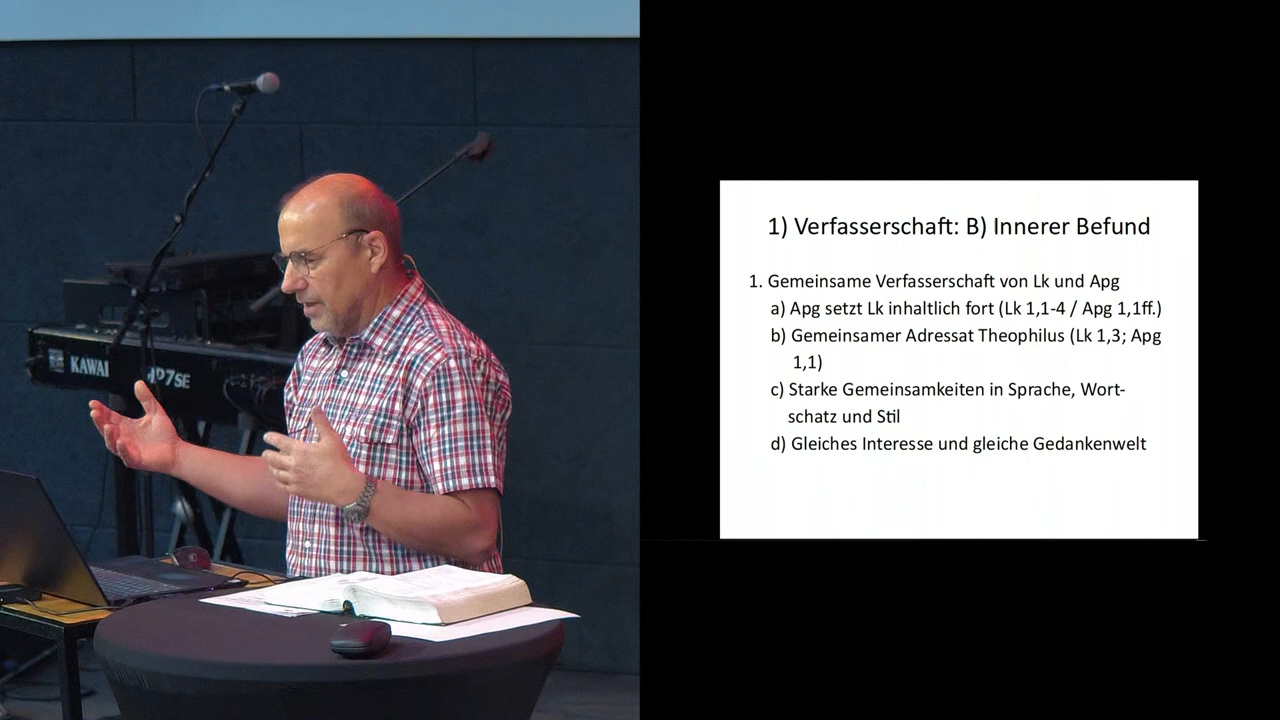 KAWAI
MP7SE
1) Verfasserschaft: B) Innerer Befund
1. Gemeinsame Verfasserschaft von Lk und Apg
a) Apg setzt Lk inhaltlich fort (Lk 1,1-4 / Apg 1,1ff.)
b) Gemeinsamer Adressat Theophilus (Lk 1,3; Apg
1,1)
c) Starke Gemeinsamkeiten in Sprache, Wort-
schatz und Stil
d) Gleiches Interesse und gleiche Gedankenwelt